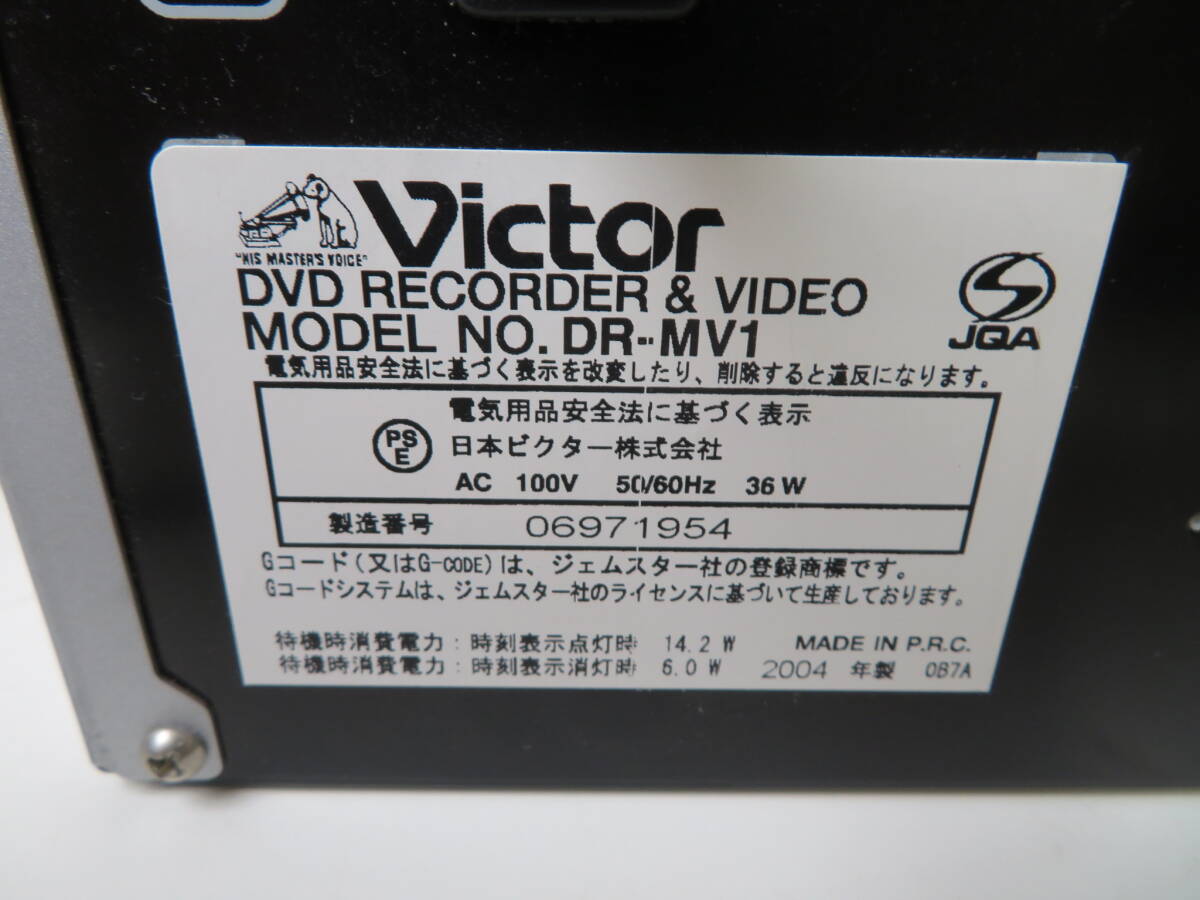 "HIS MASTER'S VOICE"
Victor
DVD RECORDER & VIDEO
MODEL NO. DR-MV1
JQA
電気用品安全法に基づく表示を改変したり、削除すると違反になります。
電気用品安全法に基づく表示
PS
E
日本ビクター株式会社
AC 100V 50/60Hz 36W
製造番号 06971954
Gコード(又はG-CODE)は、ジェムスター社の登録商標です。
Gコードシステムは、ジェムスター社のライセンスに基づいて生産しております。
待機時消費電力:時刻表示点灯時 14.2W MADE IN P.R.C.
待機時消費電力:時刻表示消灯時 6.0W 2004 年製 0B7A